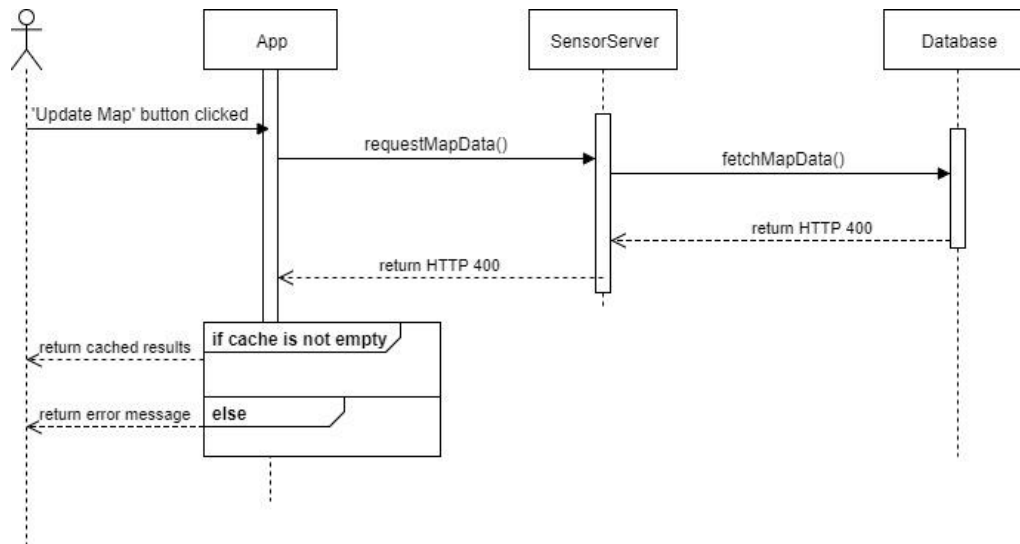 App
SensorServer
Database
'Update Map' button clicked
requestMapData()
fetchMapData()
return HTTP 400
return HTTP 400
if cache is not empty
return cached results
return error message
else